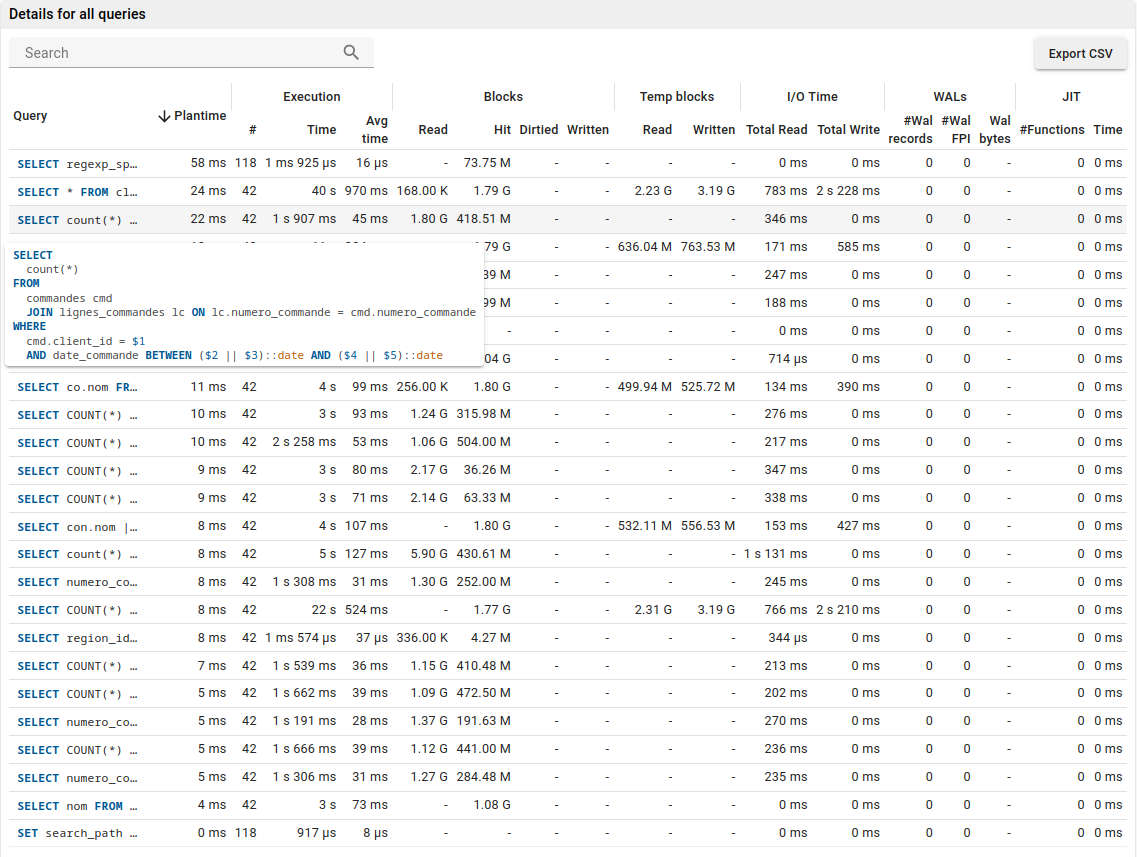 Details for all queries
Search
Export CSV
Execution Blocks Temp blocks I/O Time WALs JIT
Query Plantime # Time Avg time Read Hit Dirtied Written Read Written Total Read Total Write #Wal records #Wal FPI Wal bytes #Functions Time
SELECT regexp_sp… 58 ms 118 1 ms 925 µs 16 µs - 73.75 M - - - - 0 ms 0 ms 0 0 - 0 0 ms
SELECT * FROM cl… 24 ms 42 40 s 970 ms 168.00 K 1.79 G - - 2.23 G 3.19 G 783 ms 2 s 228 ms 0 0 - 0 0 ms
SELECT count(*) … 22 ms 42 1 s 907 ms 45 ms 1.80 G 418.51 M - - - - 346 ms 0 ms 0 0 - 0 0 ms
79 G - - 636.04 M 763.53 M 171 ms 585 ms 0 0 - 0 0 ms
39 M - - - - 247 ms 0 ms 0 0 - 0 0 ms
99 M - - - - 188 ms 0 ms 0 0 - 0 0 ms
- - - - - 0 ms 0 ms 0 0 - 0 0 ms
04 G - - - - 714 µs 0 ms 0 0 - 0 0 ms
SELECT
count(*)
FROM
commandes cmd
JOIN lignes_commandes lc ON lc.numero_commande = cmd.numero_commande
WHERE
cmd.client_id = $1
AND date_commande BETWEEN ($2 || $3)::date AND ($4 || $5)::date
SELECT co.nom FR… 11 ms 42 4 s 99 ms 256.00 K 1.80 G - - 499.94 M 525.72 M 134 ms 390 ms 0 0 - 0 0 ms
SELECT COUNT(*) … 10 ms 42 3 s 93 ms 1.24 G 315.98 M - - - - 276 ms 0 ms 0 0 - 0 0 ms
SELECT COUNT(*) … 10 ms 42 2 s 258 ms 53 ms 1.06 G 504.00 M - - - - 217 ms 0 ms 0 0 - 0 0 ms
SELECT COUNT(*) … 9 ms 42 3 s 80 ms 2.17 G 36.26 M - - - - 347 ms 0 ms 0 0 - 0 0 ms
SELECT COUNT(*) … 9 ms 42 3 s 71 ms 2.14 G 63.33 M - - - - 338 ms 0 ms 0 0 - 0 0 ms
SELECT con.nom |… 8 ms 42 4 s 107 ms - 1.80 G - - 532.11 M 556.53 M 153 ms 427 ms 0 0 - 0 0 ms
SELECT count(*) … 8 ms 42 5 s 127 ms 5.90 G 430.61 M - - - - 1 s 131 ms 0 ms 0 0 - 0 0 ms
SELECT numero_co… 8 ms 42 1 s 308 ms 31 ms 1.30 G 252.00 M - - - - 245 ms 0 ms 0 0 - 0 0 ms
SELECT COUNT(*) … 8 ms 42 22 s 524 ms - 1.77 G - - 2.31 G 3.19 G 766 ms 2 s 210 ms 0 0 - 0 0 ms
SELECT region_id… 8 ms 42 1 ms 574 µs 37 µs 336.00 K 4.27 M - - - - 344 µs 0 ms 0 0 - 0 0 ms
SELECT COUNT(*) … 7 ms 42 1 s 539 ms 36 ms 1.15 G 410.48 M - - - - 213 ms 0 ms 0 0 - 0 0 ms
SELECT COUNT(*) … 5 ms 42 1 s 662 ms 39 ms 1.09 G 472.50 M - - - - 202 ms 0 ms 0 0 - 0 0 ms
SELECT numero_co… 5 ms 42 1 s 191 ms 28 ms 1.37 G 191.63 M - - - - 270 ms 0 ms 0 0 - 0 0 ms
SELECT COUNT(*) … 5 ms 42 1 s 666 ms 39 ms 1.12 G 441.00 M - - - - 236 ms 0 ms 0 0 - 0 0 ms
SELECT numero_co… 5 ms 42 1 s 306 ms 31 ms 1.27 G 284.48 M - - - - 235 ms 0 ms 0 0 - 0 0 ms
SELECT nom FROM … 4 ms 42 3 s 73 ms - 1.08 G - - - - 0 ms 0 ms 0 0 - 0 0 ms
SET search_path … 0 ms 118 917 µs 8 µs - - - - - - 0 ms 0 ms 0 0 - 0 0 ms